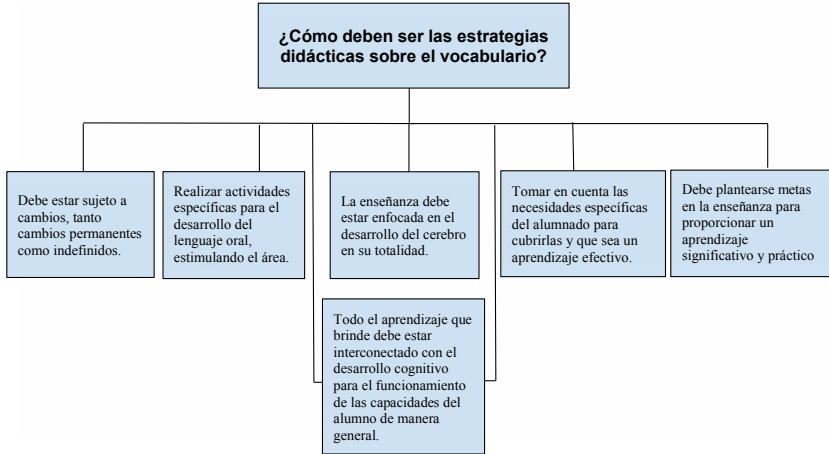 ¿Cómo deben ser las estrategias
didácticas sobre el vocabulario?
Debe estar sujeto a
cambios, tanto
cambios permanentes
como indefinidos.
Realizar actividades
específicas para el
desarrollo del
lenguaje oral,
estimulando el área.
La enseñanza debe
estar enfocada en el
desarrollo del cerebro
en su totalidad.
Tomar en cuenta las
necesidades específicas
del alumnado para
cubrirlas y que sea un
aprendizaje efectivo.
Debe plantearse metas
en la enseñanza para
proporcionar un
aprendizaje
significativo y práctico
Todo el aprendizaje que
brinde debe estar
interconectado con el
desarrollo cognitivo
para el funcionamiento
de las capacidades del
alumno de manera
general.